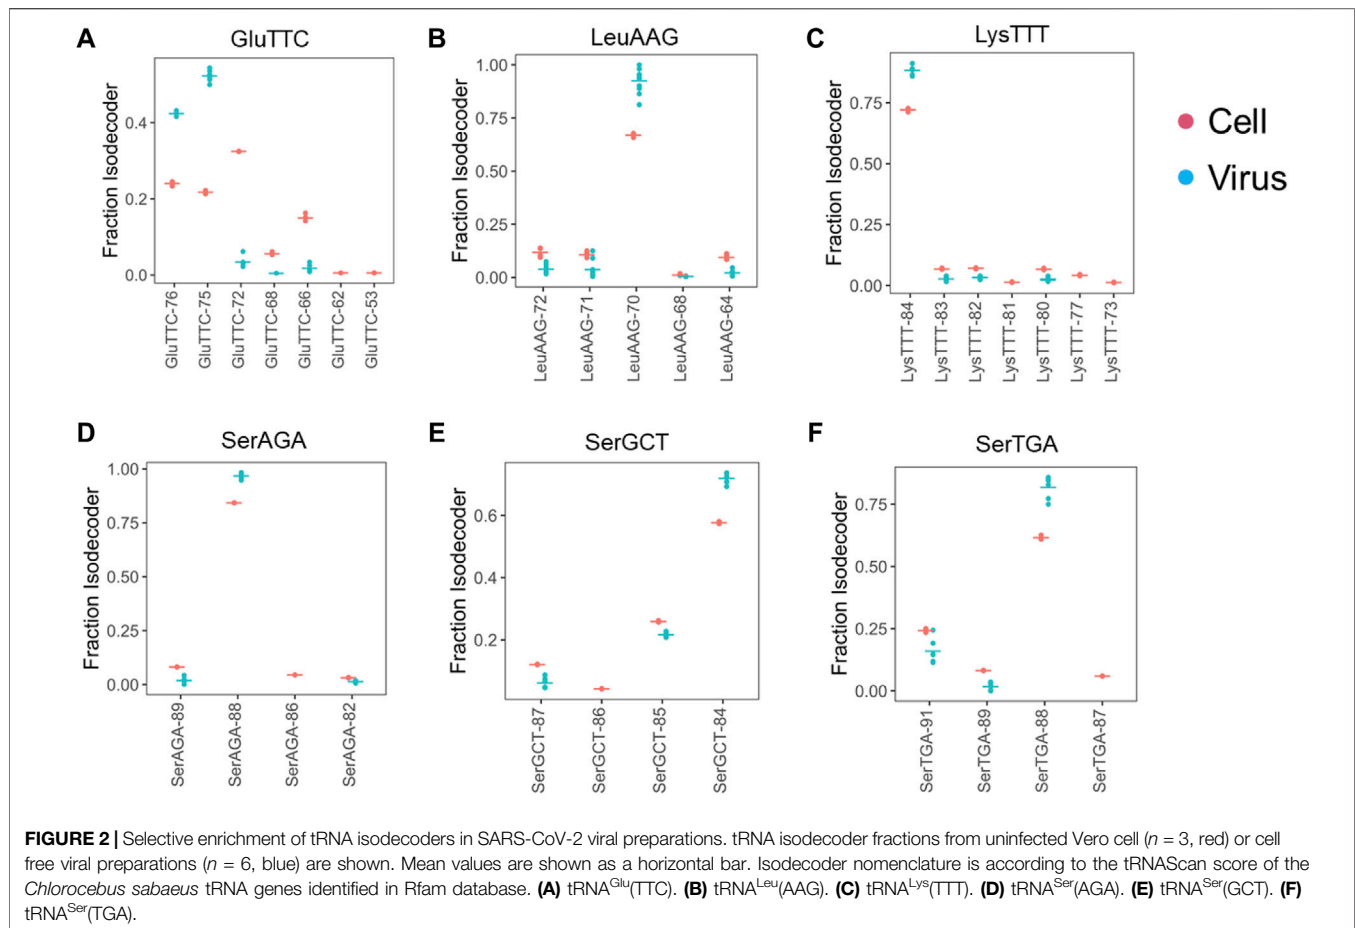 A
GluTTC
Fraction Isodecoder
0.4
0.2
0.0
GluTTC-76
GluTTC-75
GluTTC-72
GluTTC-68
GluTTC-66
GluTTC-62
GluTTC-53
B
LeuAAG
Fraction Isodecoder
1.00
0.75
0.50
0.25
0.00
LeuAAG-72
LeuAAG-71
LeuAAG-70
LeuAAG-68
LeuAAG-64
C
LysTTT
Fraction Isodecoder
0.75
0.50
0.25
0.00
LysTTT-84
LysTTT-83
LysTTT-82
LysTTT-81
LysTTT-80
LysTTT-77
LysTTT-73
Cell
Virus
D
SerAGA
Fraction Isodecoder
1.00
0.75
0.50
0.25
0.00
SerAGA-89
SerAGA-88
SerAGA-86
SerAGA-82
E
SerGCT
Fraction Isodecoder
0.6
0.4
0.2
SerGCT-87
SerGCT-86
SerGCT-85
SerGCT-84
F
SerTGA
Fraction Isodecoder
0.75
0.50
0.25
0.00
SerTGA-91
SerTGA-89
SerTGA-88
SerTGA-87
FIGURE 2 | Selective enrichment of tRNA isodecoders in SARS-CoV-2 viral preparations. tRNA isodecoder fractions from uninfected Vero cell (n = 3, red) or cell
free viral preparations (n = 6, blue) are shown. Mean values are shown as a horizontal bar. Isodecoder nomenclature is according to the tRNAScan score of the
Chlorocebus sabaeus tRNA genes identified in Rfam database. (A) tRNAGlu(TTC). (B) tRNALeu(AAG). (C) tRNALys(TTT). (D) tRNASer(AGA). (E) tRNASer(GCT). (F)
tRNASer(TGA).